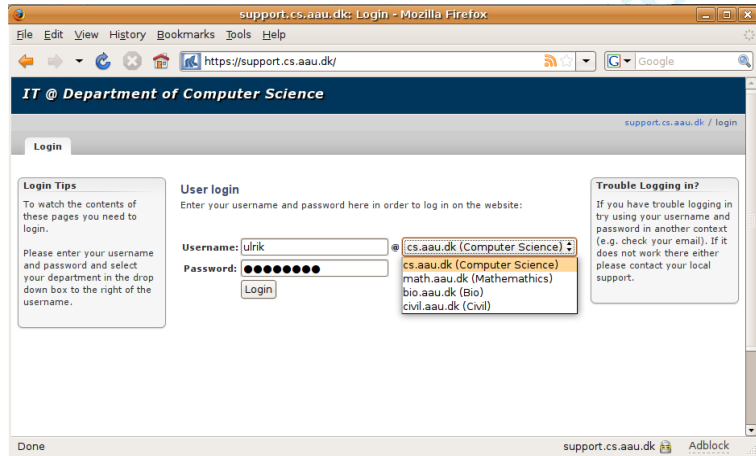 support.cs.aau.dk: Login - Mozilla Firefox
File Edit View History Bookmarks Tools Help
https://support.cs.aau.dk/
G Google
IT @ Department of Computer Science
support.cs.aau.dk / login
Login
Login Tips
To watch the contents of
these pages you need to
login.
Please enter your username
and password and select
your department in the drop
down box to the right of the
username.
User login
Enter your username and password here in order to log in on the website:
Username: ulrik @ cs.aau.dk (Computer Science)
Password: ●●●●●●●●
cs.aau.dk (Computer Science)
math.aau.dk (Mathemathics)
bio.aau.dk (Bio)
civil.aau.dk (Civil)
Login
Trouble Logging in?
If you have trouble logging in
try using your username and
password in another context
(e.g. check your email). If it
does not work there either
please contact your local
support.
Done
support.cs.aau.dk
Adblock